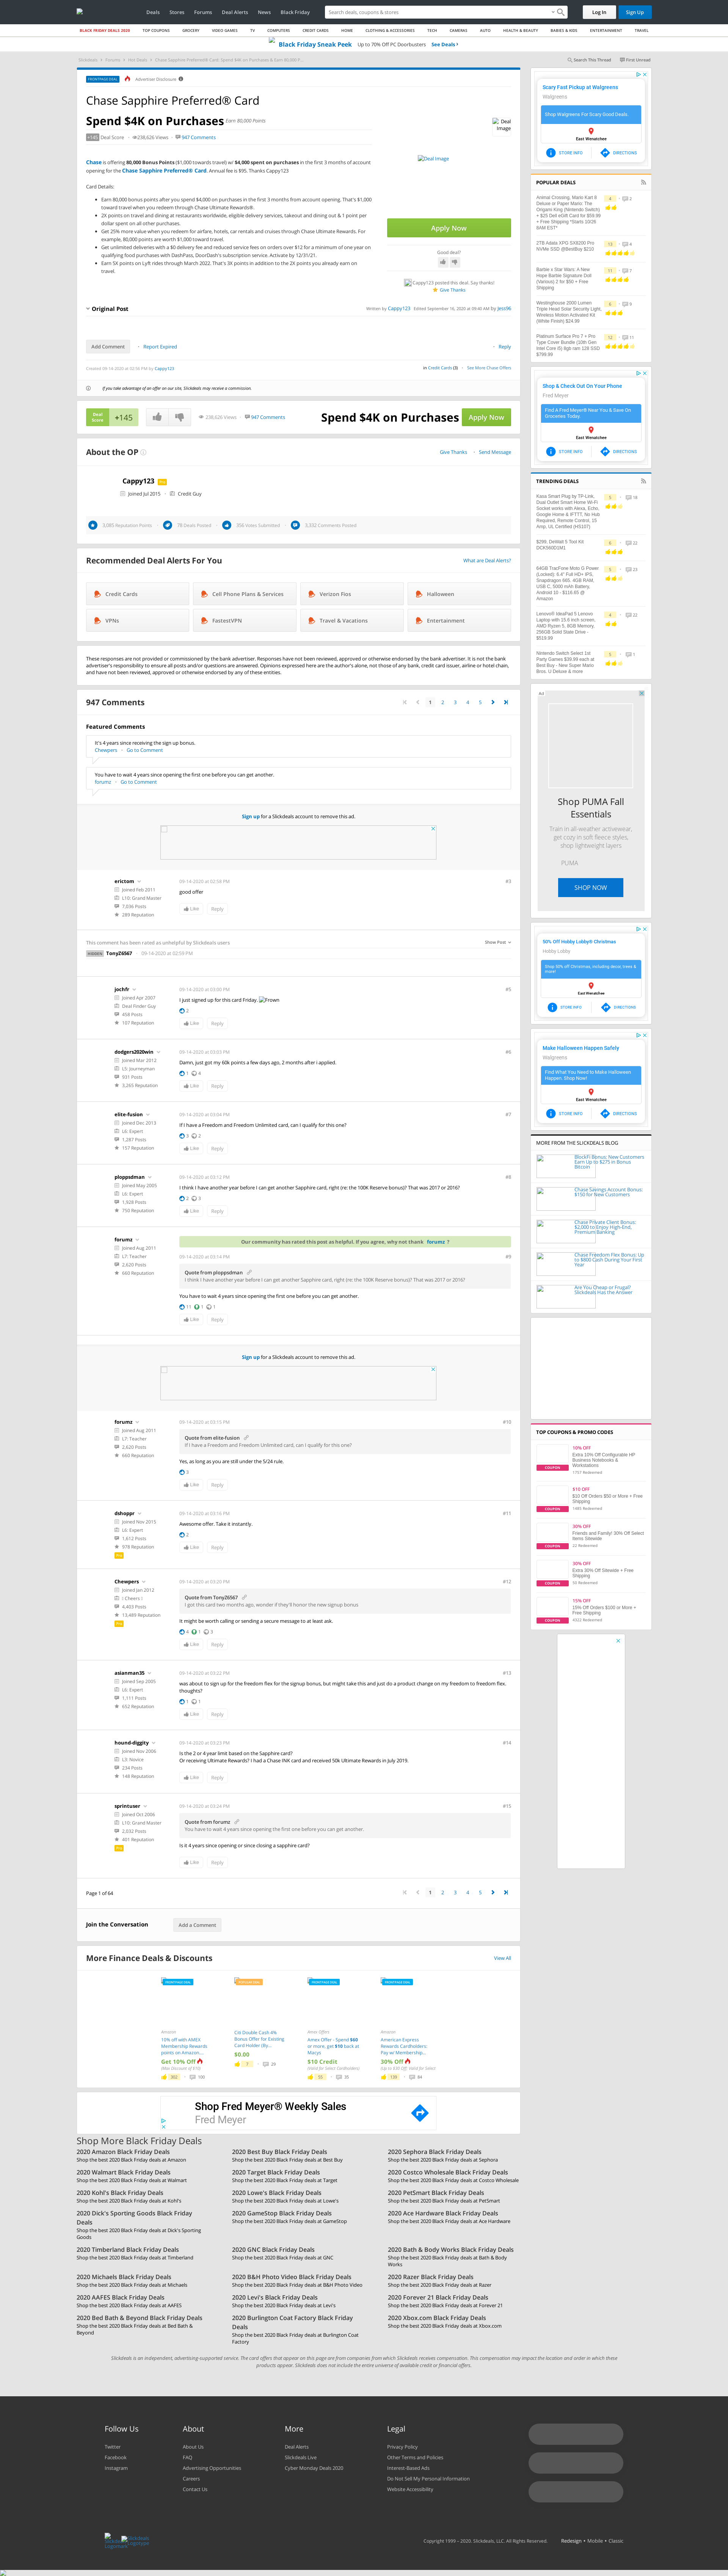 Deals
Stores
Forums
Deal Alerts
News
Black Friday
Search deals, coupons & stores
Log In
Sign Up
BLACK FRIDAY DEALS 2020
TOP COUPONS
GROCERY
VIDEO GAMES
TV
COMPUTERS
CREDIT CARDS
HOME
CLOTHING & ACCESSORIES
TECH
CAMERAS
AUTO
HEALTH & BEAUTY
BABIES & KIDS
ENTERTAINMENT
TRAVEL
Black Friday Sneak Peek Up to 70% Off PC Doorbusters See Deals ›
Slickdeals
Forums
Hot Deals
Search This Thread
First Unread
FRONTPAGE DEAL
Advertiser Disclosure
Chase Sapphire Preferred® Card
Spend $4K on Purchases Earn 80,000 Points
+145 Deal Score
238,626 Views
947 Comments
Deal Image
Chase is offering 80,000 Bonus Points ($1,000 towards travel) w/ $4,000 spent on purchases in the first 3 months from account
opening for the Chase Sapphire Preferred® Card. Annual fee is $95. Thanks Cappy123
Card Details:
Earn 80,000 bonus points after you spend $4,000 on purchases in the first 3 months from account opening. That's $1,000
toward travel when you redeem through Chase Ultimate Rewards®.
2X points on travel and dining at restaurants worldwide, eligible delivery services, takeout and dining out & 1 point per
dollar spent on all other purchases.
Get 25% more value when you redeem for airfare, hotels, car rentals and cruises through Chase Ultimate Rewards. For
example, 80,000 points are worth $1,000 toward travel.
Get unlimited deliveries with a $0 delivery fee and reduced service fees on orders over $12 for a minimum of one year on
qualifying food purchases with DashPass, DoorDash's subscription service. Activate by 12/31/21.
Earn 5X points on Lyft rides through March 2022. That's 3X points in addition to the 2X points you already earn on
travel.
Deal Image
Apply Now
Good deal?
Cappy123 posted this deal. Say thanks!
Give Thanks
Original Post
Written by Cappy123 Edited September 16, 2020 at 09:40 AM by Jess96
Add Comment
Report Expired
Reply
Created 09-14-2020 at 02:56 PM by Cappy123
in Credit Cards (3)
See More Chase Offers
If you take advantage of an offer on our site, Slickdeals may receive a commission.
Deal Score +145
238,626 Views
947 Comments
Spend $4K on Purchases
Apply Now
About the OP
Give Thanks
Send Message
Cappy123 Pro
Joined Jul 2015
Credit Guy
3,085 Reputation Points
78 Deals Posted
356 Votes Submitted
2,332 Comments Posted
Recommended Deal Alerts For You
What are Deal Alerts?
Credit Cards
Cell Phone Plans & Services
Verizon Fios
Halloween
VPNs
FastestVPN
Travel & Vacations
Entertainment
These responses are not provided or commissioned by the bank advertiser. Responses have not been reviewed, approved or otherwise endorsed by the bank advertiser. It is not the bank
advertiser's responsibility to ensure all posts and/or questions are answered. Opinions expressed here are the author's alone, not those of any bank, credit card issuer, airline or hotel chain,
and have not been reviewed, approved or otherwise endorsed by any of these entities.
947 Comments
1 2 3 4 5
Featured Comments
It's 4 years since receiving the sign up bonus.
Chewpers
Go to Comment
You have to wait 4 years since opening the first one before you can get another.
forumz
Go to Comment
Sign up for a Slickdeals account to remove this ad.
erictom
Joined Feb 2011
L10: Grand Master
7,036 Posts
289 Reputation
09-14-2020 at 02:58 PM
#3
good offer
Like
Reply
This comment has been rated as unhelpful by Slickdeals users
Show Post
HIDDEN TonyZ6567 09-14-2020 at 02:59 PM
jochfr
Joined Apr 2007
Deal Finder Guy
458 Posts
107 Reputation
09-14-2020 at 03:00 PM
#5
I just signed up for this card Friday. Frown
2
Like
Reply
dodgers2020win
Joined Mar 2012
L5: Journeyman
931 Posts
3,265 Reputation
09-14-2020 at 03:03 PM
#6
Damn, just got my 60k points a few days ago, 2 months after i applied.
1 4
Like
Reply
elite-fusion
Joined Dec 2013
L6: Expert
1,287 Posts
157 Reputation
09-14-2020 at 03:04 PM
#7
If I have a Freedom and Freedom Unlimited card, can I qualify for this one?
3 2
Like
Reply
ploppsdman
Joined May 2005
L6: Expert
1,928 Posts
750 Reputation
09-14-2020 at 03:12 PM
#8
I think I have another year before I can get another Sapphire card, right (re: the 100K Reserve bonus)? That was 2017 or 2016?
2 3
Like
Reply
forumz
Joined Aug 2011
L7: Teacher
2,620 Posts
660 Reputation
Our community has rated this post as helpful. If you agree, why not thank forumz ?
09-14-2020 at 03:14 PM
#9
Quote from ploppsdman
I think I have another year before I can get another Sapphire card, right (re: the 100K Reserve bonus)? That was 2017 or 2016?
You have to wait 4 years since opening the first one before you can get another.
11 1 1
Like
Reply
Sign up for a Slickdeals account to remove this ad.
forumz
Joined Aug 2011
L7: Teacher
2,620 Posts
660 Reputation
09-14-2020 at 03:15 PM
#10
Quote from elite-fusion
If I have a Freedom and Freedom Unlimited card, can I qualify for this one?
Yes, as long as you are still under the 5/24 rule.
3
Like
Reply
dshoppr
Joined Nov 2015
L6: Expert
1,612 Posts
978 Reputation
Pro
09-14-2020 at 03:16 PM
#11
Awesome offer. Take it instantly.
2
Like
Reply
Chewpers
Joined Jan 2012
! Cheers !
4,403 Posts
13,489 Reputation
Pro
09-14-2020 at 03:20 PM
#12
Quote from TonyZ6567
I got this card two months ago, wonder if they'll honor the new signup bonus
It might be worth calling or sending a secure message to at least ask.
4 1 3
Like
Reply
asianman35
Joined Sep 2005
L6: Expert
1,111 Posts
652 Reputation
09-14-2020 at 03:22 PM
#13
was about to sign up for the freedom flex for the signup bonus, but might take this and just do a product change on my freedom to freedom flex.
thoughts?
1 1
Like
Reply
hound-diggity
Joined Nov 2006
L3: Novice
234 Posts
148 Reputation
09-14-2020 at 03:23 PM
#14
Is the 2 or 4 year limit based on the Sapphire card?
Or receiving Ultimate Rewards? I had a Chase INK card and received 50k Ultimate Rewards in July 2019.
Like
Reply
sprintuser
Joined Oct 2006
L10: Grand Master
2,032 Posts
401 Reputation
Pro
09-14-2020 at 03:24 PM
#15
Quote from forumz
You have to wait 4 years since opening the first one before you can get another.
Is it 4 years since opening or since closing a sapphire card?
Like
Reply
Page 1 of 64
1 2 3 4 5
Join the Conversation
Add a Comment
More Finance Deals & Discounts
View All
Amazon
10% off with AMEX
Membership Rewards
points on Amazon...
Get 10% Off
302 100
Citi Double Cash 4%
Bonus Offer for Existing
Card Holder (By...
$0.00
7 29
Amex Offers
Amex Offer - Spend $60
or more, get $10 back at
Macys
$10 Credit
50 35
Amazon
American Express
Rewards Cardholders:
Pay w/ Membership...
30% Off
138 84
Shop Fred Meyer® Weekly Sales
Fred Meyer
Shop More Black Friday Deals
2020 Amazon Black Friday Deals
Shop the best 2020 Black Friday deals at Amazon
2020 Best Buy Black Friday Deals
Shop the best 2020 Black Friday deals at Best Buy
2020 Sephora Black Friday Deals
Shop the best 2020 Black Friday deals at Sephora
2020 Walmart Black Friday Deals
Shop the best 2020 Black Friday deals at Walmart
2020 Target Black Friday Deals
Shop the best 2020 Black Friday deals at Target
2020 Costco Wholesale Black Friday Deals
Shop the best 2020 Black Friday deals at Costco Wholesale
2020 Kohl's Black Friday Deals
Shop the best 2020 Black Friday deals at Kohl's
2020 Lowe's Black Friday Deals
Shop the best 2020 Black Friday deals at Lowe's
2020 PetSmart Black Friday Deals
Shop the best 2020 Black Friday deals at PetSmart
2020 Dick's Sporting Goods Black Friday
Deals
Shop the best 2020 Black Friday deals at Dick's Sporting
Goods
2020 GameStop Black Friday Deals
Shop the best 2020 Black Friday deals at GameStop
2020 Ace Hardware Black Friday Deals
Shop the best 2020 Black Friday deals at Ace Hardware
2020 Timberland Black Friday Deals
Shop the best 2020 Black Friday deals at Timberland
2020 GNC Black Friday Deals
Shop the best 2020 Black Friday deals at GNC
2020 Bath & Body Works Black Friday Deals
Shop the best 2020 Black Friday deals at Bath & Body
Works
2020 Michaels Black Friday Deals
Shop the best 2020 Black Friday deals at Michaels
2020 B&H Photo Video Black Friday Deals
Shop the best 2020 Black Friday deals at B&H Photo Video
2020 Razer Black Friday Deals
Shop the best 2020 Black Friday deals at Razer
2020 AAFES Black Friday Deals
Shop the best 2020 Black Friday deals at AAFES
2020 Levi's Black Friday Deals
Shop the best 2020 Black Friday deals at Levi's
2020 Forever 21 Black Friday Deals
Shop the best 2020 Black Friday deals at Forever 21
2020 Bed Bath & Beyond Black Friday Deals
Shop the best 2020 Black Friday deals at Bed Bath &
Beyond
2020 Burlington Coat Factory Black Friday
Deals
Shop the best 2020 Black Friday deals at Burlington Coat
Factory
2020 Xbox.com Black Friday Deals
Shop the best 2020 Black Friday deals at Xbox.com
Slickdeals is an independent, advertising-supported service. The card offers that appear on this page are from companies from which Slickdeals receives compensation. This compensation may impact the location and order in which these
products appear. Slickdeals does not include the entire universe of available credit or financial offers.
Scary Fast Pickup at Walgreens
Walgreens
Shop Walgreens For Scary Good Deals
East Wenatchee
STORE INFO
DIRECTIONS
POPULAR DEALS
Animal Crossing, Mario Kart 8
Deluxe or Paper Mario: The
Origami King (Nintendo Switch)
+ $25 Dell eGift Card for $59.99
+ Free Shipping *Starts 10/26
8AM EST*
4 2
2TB Adata XPG SX8200 Pro
NVMe SSD @BestBuy $210
13 4
Barbie x Star Wars: A New
Hope Barbie Signature Doll
(Various) 2 for $50 + Free
Shipping
11 7
Westinghouse 2000 Lumen
Triple Head Solar Security Light,
Wireless Motion Activated Kit
(White Finish) $24.99
6 9
Platinum Surface Pro 7 + Pro
Type Cover Bundle (10th Gen
Intel Core i5) 8gb ram 128 SSD
$799.99
12 11
Shop & Check Out On Your Phone
Fred Meyer
Find A Fred Meyer® Near You & Save On
Groceries Today
East Wenatchee
STORE INFO
DIRECTIONS
TRENDING DEALS
Kasa Smart Plug by TP-Link,
Dual Outlet Smart Home Wi-Fi
Socket works with Alexa, Echo,
Google Home & IFTTT, No Hub
Required, Remote Control, 15
Amp, UL Certified (HS107)
5 18
$299; DeWalt 5 Tool Kit
DCK560D1M1
6 22
64GB TracFone Moto G Power
(Locked): 6.4" Full HD+ IPS,
Snapdragon 665, 4GB RAM,
USB C, 5000 mAh Battery,
Android 10 - $116.65 @
Amazon
5 23
Lenovo® IdeaPad 5 Lenovo
Laptop with 15.6 inch screen,
AMD Ryzen 5, 8GB Memory,
256GB Solid State Drive -
$519.99
4 22
Nintendo Switch Select 1st
Party Games $39.99 each at
Best Buy - New Super Mario
Bros. U Deluxe & more
5 1
Ad
Shop PUMA Fall
Essentials
Train in all-weather activewear,
get cozy in soft fleece styles,
shop lightweight layers
PUMA
SHOP NOW
50% Off Hobby Lobby® Christmas
Hobby Lobby
Shop 50% off Christmas, including decor, trees &
more!
East Wenatchee
STORE INFO
DIRECTIONS
Make Halloween Happen Safely
Walgreens
Find What You Need to Make Halloween
Happen. Shop Now!
East Wenatchee
STORE INFO
DIRECTIONS
MORE FROM THE SLICKDEALS BLOG
BlockFi Bonus: New Customers
Earn Up to $275 in Bonus
Bitcoin
Chase Savings Account Bonus:
$150 for New Customers
Chase Private Client Bonus:
$2,000 to Enjoy High-End,
Premium Banking
Chase Freedom Flex Bonus: Up
to $800 Cash During Your First
Year
Are You Cheap or Frugal?
Slickdeals Has the Answer
TOP COUPONS & PROMO CODES
COUPON
10% OFF
Extra 10% Off Configurable HP
Business Notebooks &
Workstations
1757 Redeemed
COUPON
$10 OFF
$10 Off Orders $50 or More + Free
Shipping
1685 Redeemed
COUPON
30% OFF
Friends and Family! 30% Off Select
Items Sitewide
22 Redeemed
COUPON
30% OFF
Extra 30% Off Sitewide + Free
Shipping
50 Redeemed
COUPON
15% OFF
15% Off Orders $100 or More +
Free Shipping
4322 Redeemed
Follow Us
Twitter
Facebook
Instagram
About
About Us
FAQ
Advertising Opportunities
Careers
Contact Us
More
Deal Alerts
Slickdeals Live
Cyber Monday Deals 2020
Legal
Privacy Policy
Other Terms and Policies
Interest-Based Ads
Do Not Sell My Personal Information
Website Accessibility
Copyright 1999 - 2020. Slickdeals, LLC. All Rights Reserved.
Redesign • Mobile • Classic